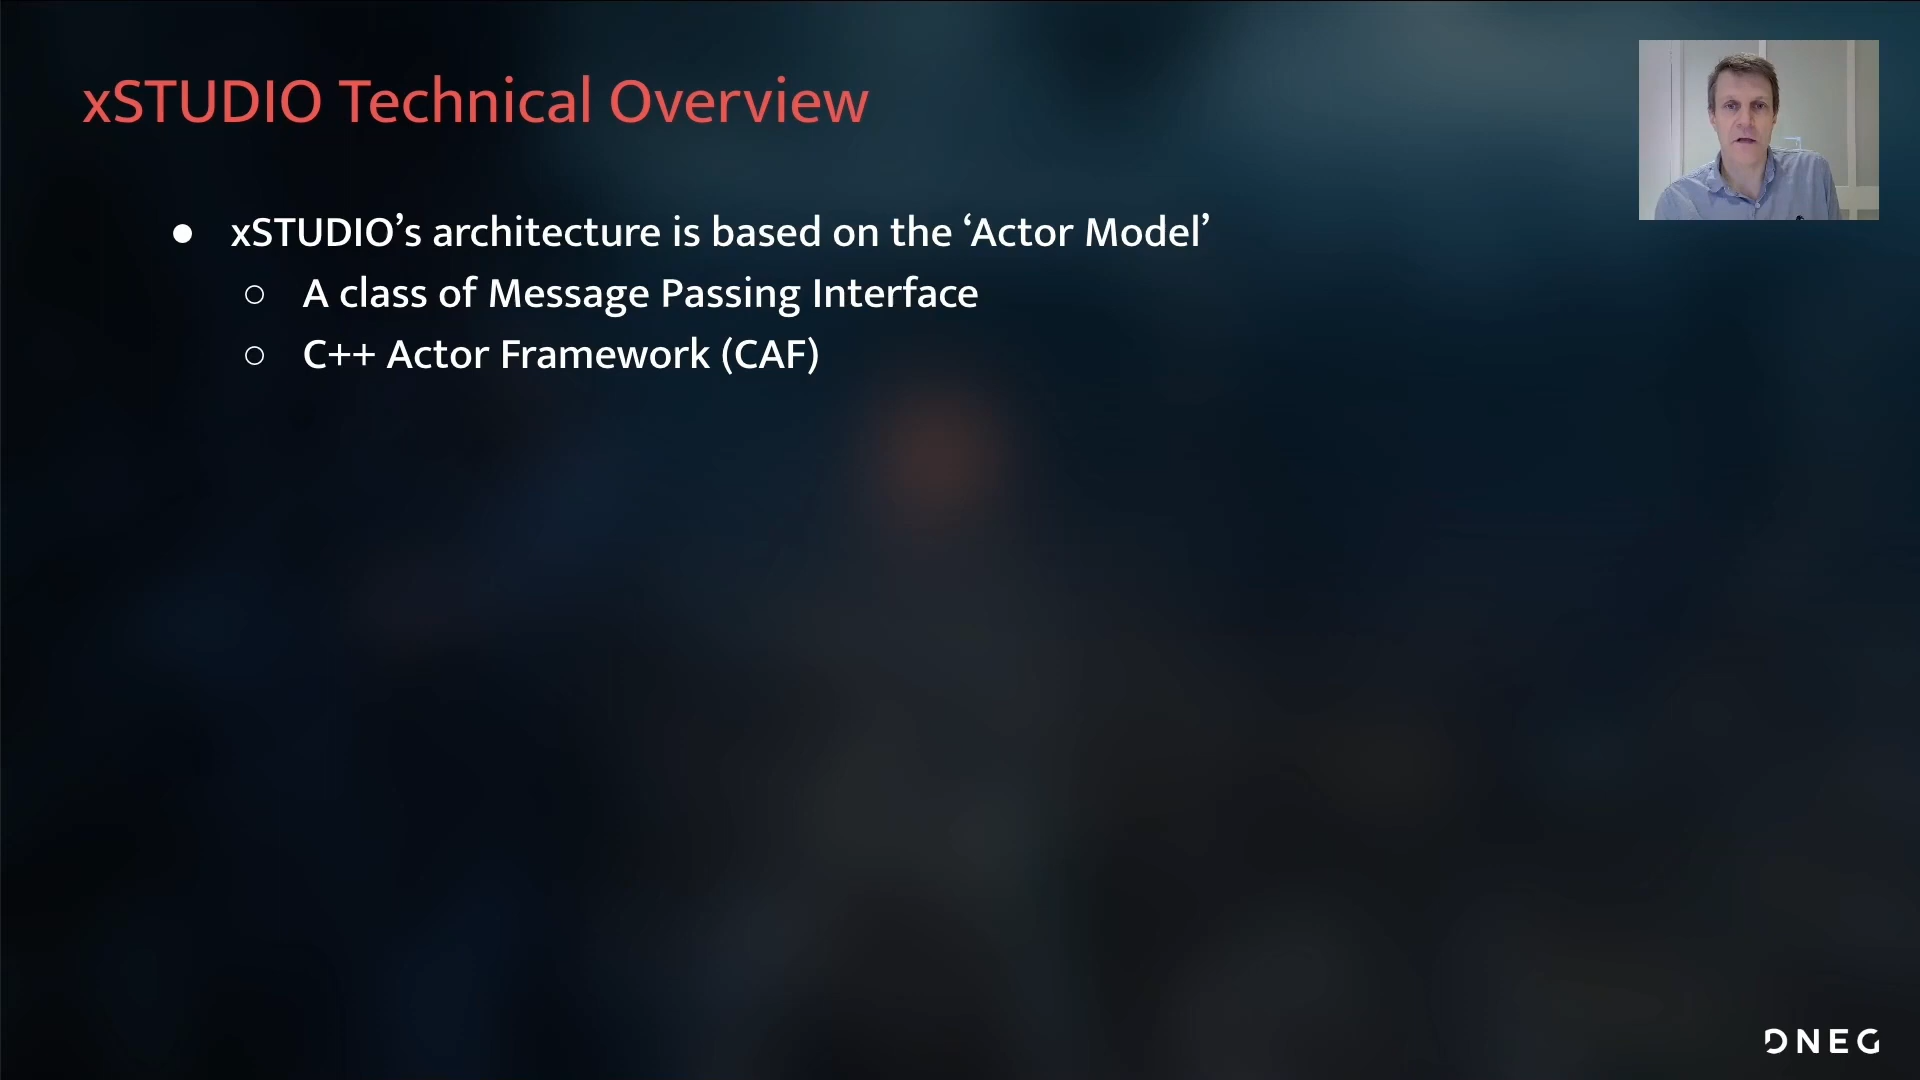 xSTUDIO Technical Overview
● xSTUDIO’s architecture is based on the ‘Actor Model’
○ A class of Message Passing Interface
○ C++ Actor Framework (CAF)
DNEG